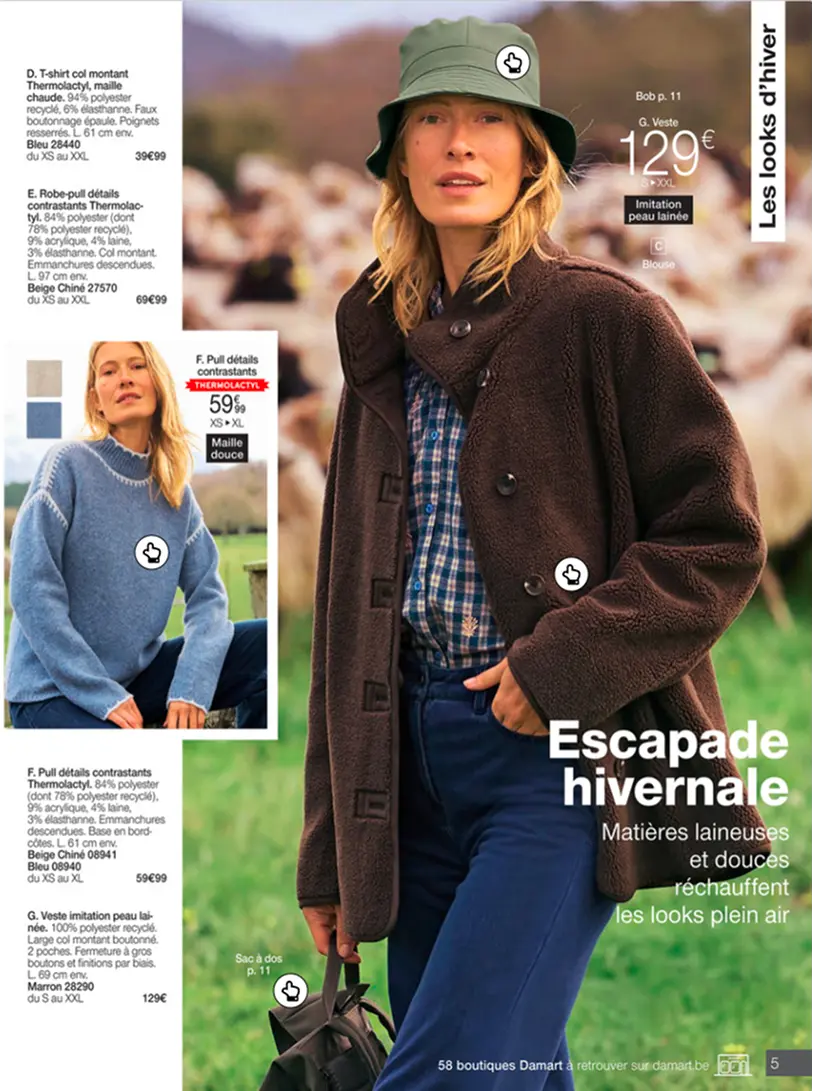 D. T-shirt col montant
Thermolactyl, maille
chaude. 94% polyester
recyclé, 6% élasthanne. Faux
boutonnage épaule. Poignets
resserrés. L. 61 cm env.
Bleu 28440
du XS au XXL 39€99
E. Robe-pull détails
contrastants Thermolac-
tyl. 84% polyester (dont
78% polyester recyclé),
9% acrylique, 4% laine,
3% élasthanne. Col montant.
Emmanchures descendues.
L. 97 cm env.
Beige Chiné 27570
du XS au XXL 69€99
Les looks d'hiver
Bob p. 11
G. Veste
129€
S►XXL
Imitation
peau lainée
C
Blouse
F. Pull détails
contrastants
THERMOLACTYL
59€99
XS►XL
Maille
douce
F. Pull détails contrastants
Thermolactyl. 84% polyester
(dont 78% polyester recyclé),
9% acrylique, 4% laine,
3% élasthanne. Emmanchures
descendues. Base en bord-
côtes. L. 61 cm env.
Beige Chiné 08941
Bleu 08940
du XS au XL 59€99
G. Veste imitation peau lai-
née. 100% polyester recyclé.
Large col montant boutonné.
2 poches. Fermeture à gros
boutons et finitions par biais.
L. 69 cm env.
Marron 28290
du S au XXL 129€
Escapade
hivernale
Matières laineuses
et douces
réchauffent
les looks plein air
Sac à dos
p. 11
58 boutiques Damart à retrouver sur damart.be
5